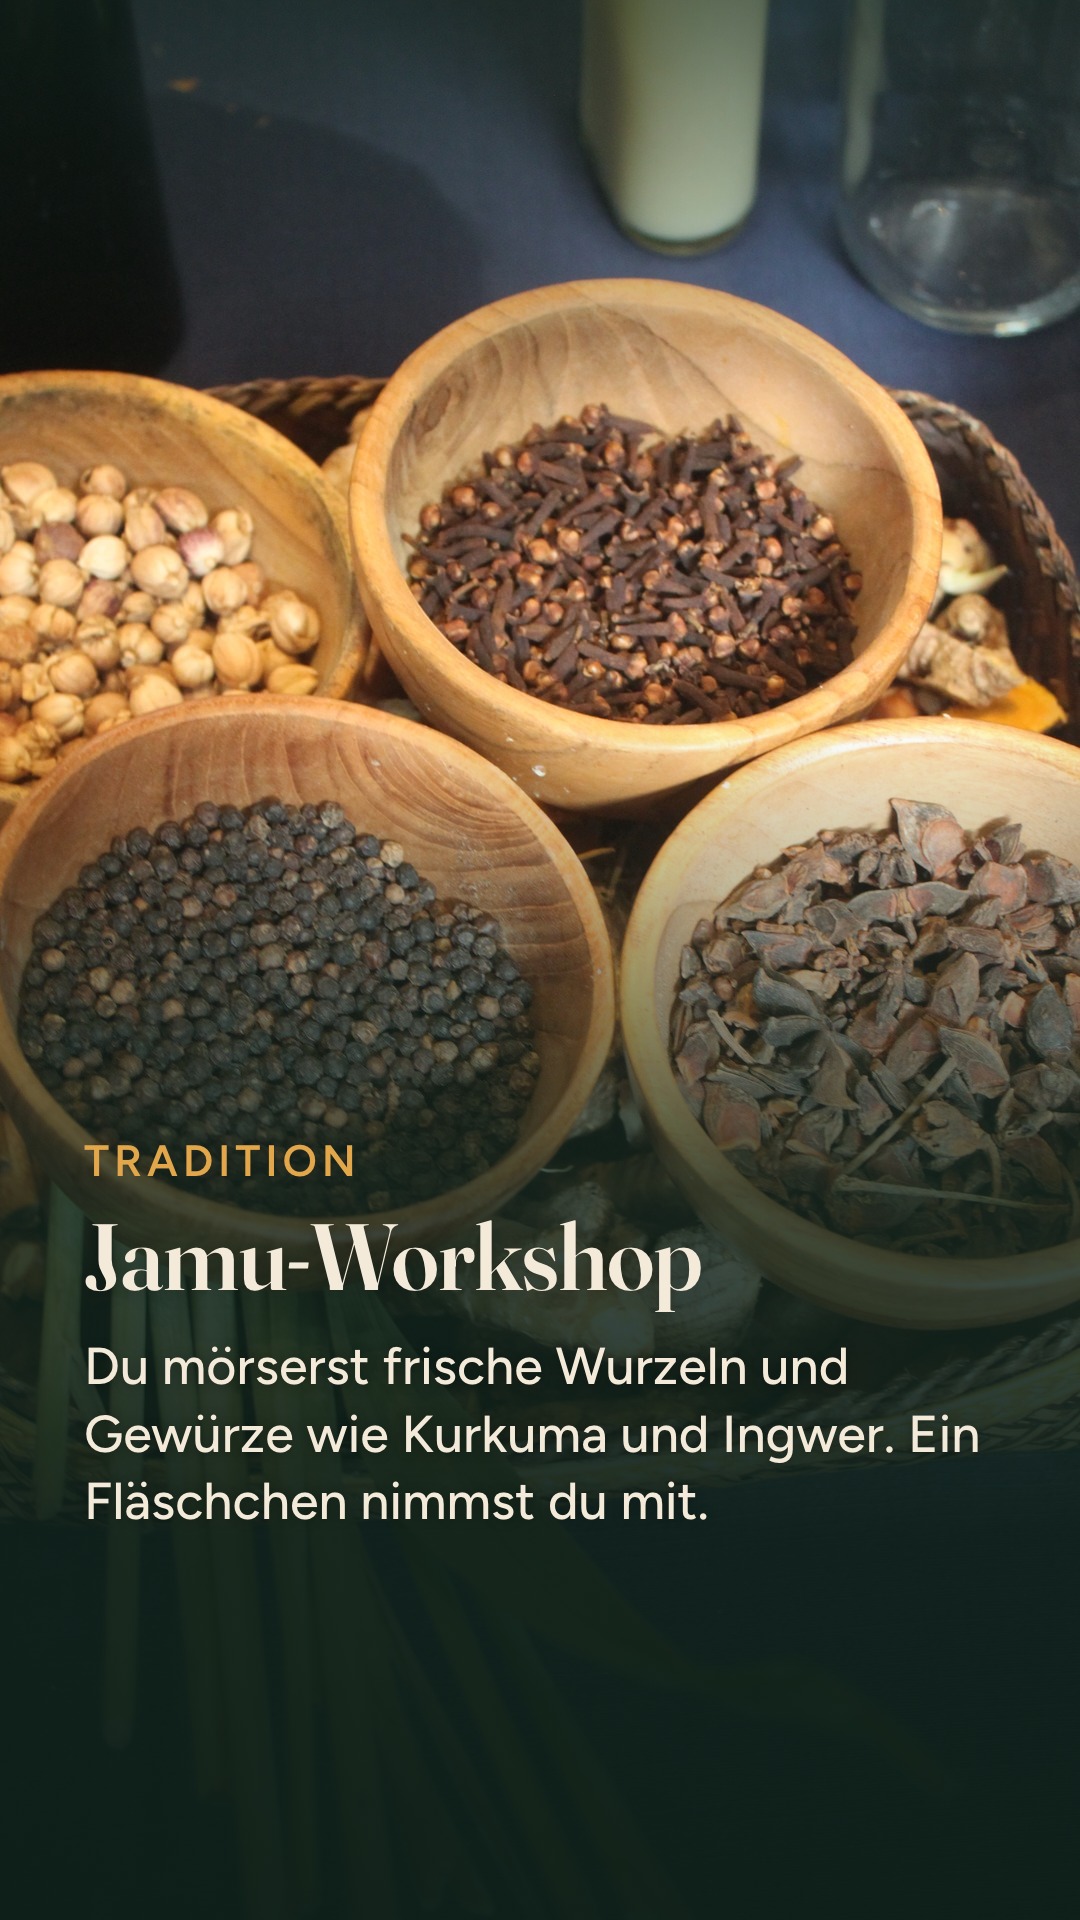 TRADITION
Jamu-Workshop
Du mörserst frische Wurzeln und
Gewürze wie Kurkuma und Ingwer. Ein
Fläschchen nimmst du mit.